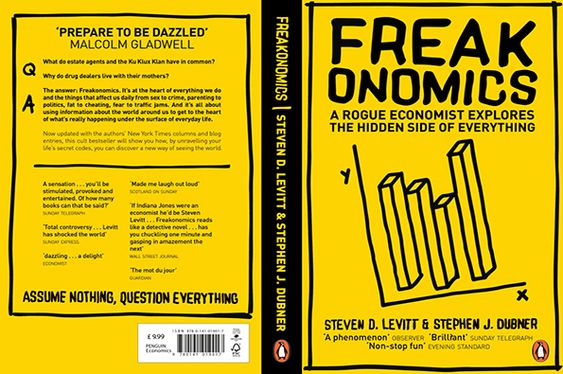 ‘PREPARE TO BE DAZZLED’
MALCOLM GLADWELL
Q
What do estate agents and the Ku Klux Klan have in common?
Why do drug dealers live with their mothers?
A
The answer: Freakonomics. It's at the heart of everything we do
and the things that affect us daily from sex to crime, parenting to
politics, fat to cheating, fear to traffic jams. And it's all about
using information about the world around us to get to the heart of
what's really happening under the surface of everyday life.
Now updated with the authors' New York Times columns and blog
entries, this cult bestseller will show you how, by unravelling your
life's secret codes, you can discover a new way of seeing the world.
A sensation . . . you'll be
stimulated, provoked and
entertained. Of how many
books can that be said?’
SUNDAY TELEGRAPH
‘Total controversy . . . Levitt
has shocked the world’
SUNDAY EXPRESS
‘dazzling . . . a delight’
ECONOMIST
‘Made me laugh out loud’
SCOTLAND ON SUNDAY
‘If Indiana Jones were an
economist he'd be Steven
Levitt . . . Freakonomics reads
like a detective novel . . . has
you chuckling one minute and
gasping in amazement the
next’
WALL STREET JOURNAL
‘The mot du jour’
GUARDIAN
ASSUME NOTHING, QUESTION EVERYTHING
£ 9.99
PENGUIN
Economics
FREAKONOMICS | STEVEN D. LEVITT & STEPHEN J. DUBNER
FREAK
ONOMICS
A ROGUE ECONOMIST EXPLORES
THE HIDDEN SIDE OF EVERYTHING
Y
X
STEVEN D. LEVITT & STEPHEN J. DUBNER
‘A phenomenon’ OBSERVER ‘Brilliant’ SUNDAY TELEGRAPH
‘Non-stop fun’ EVENING STANDARD